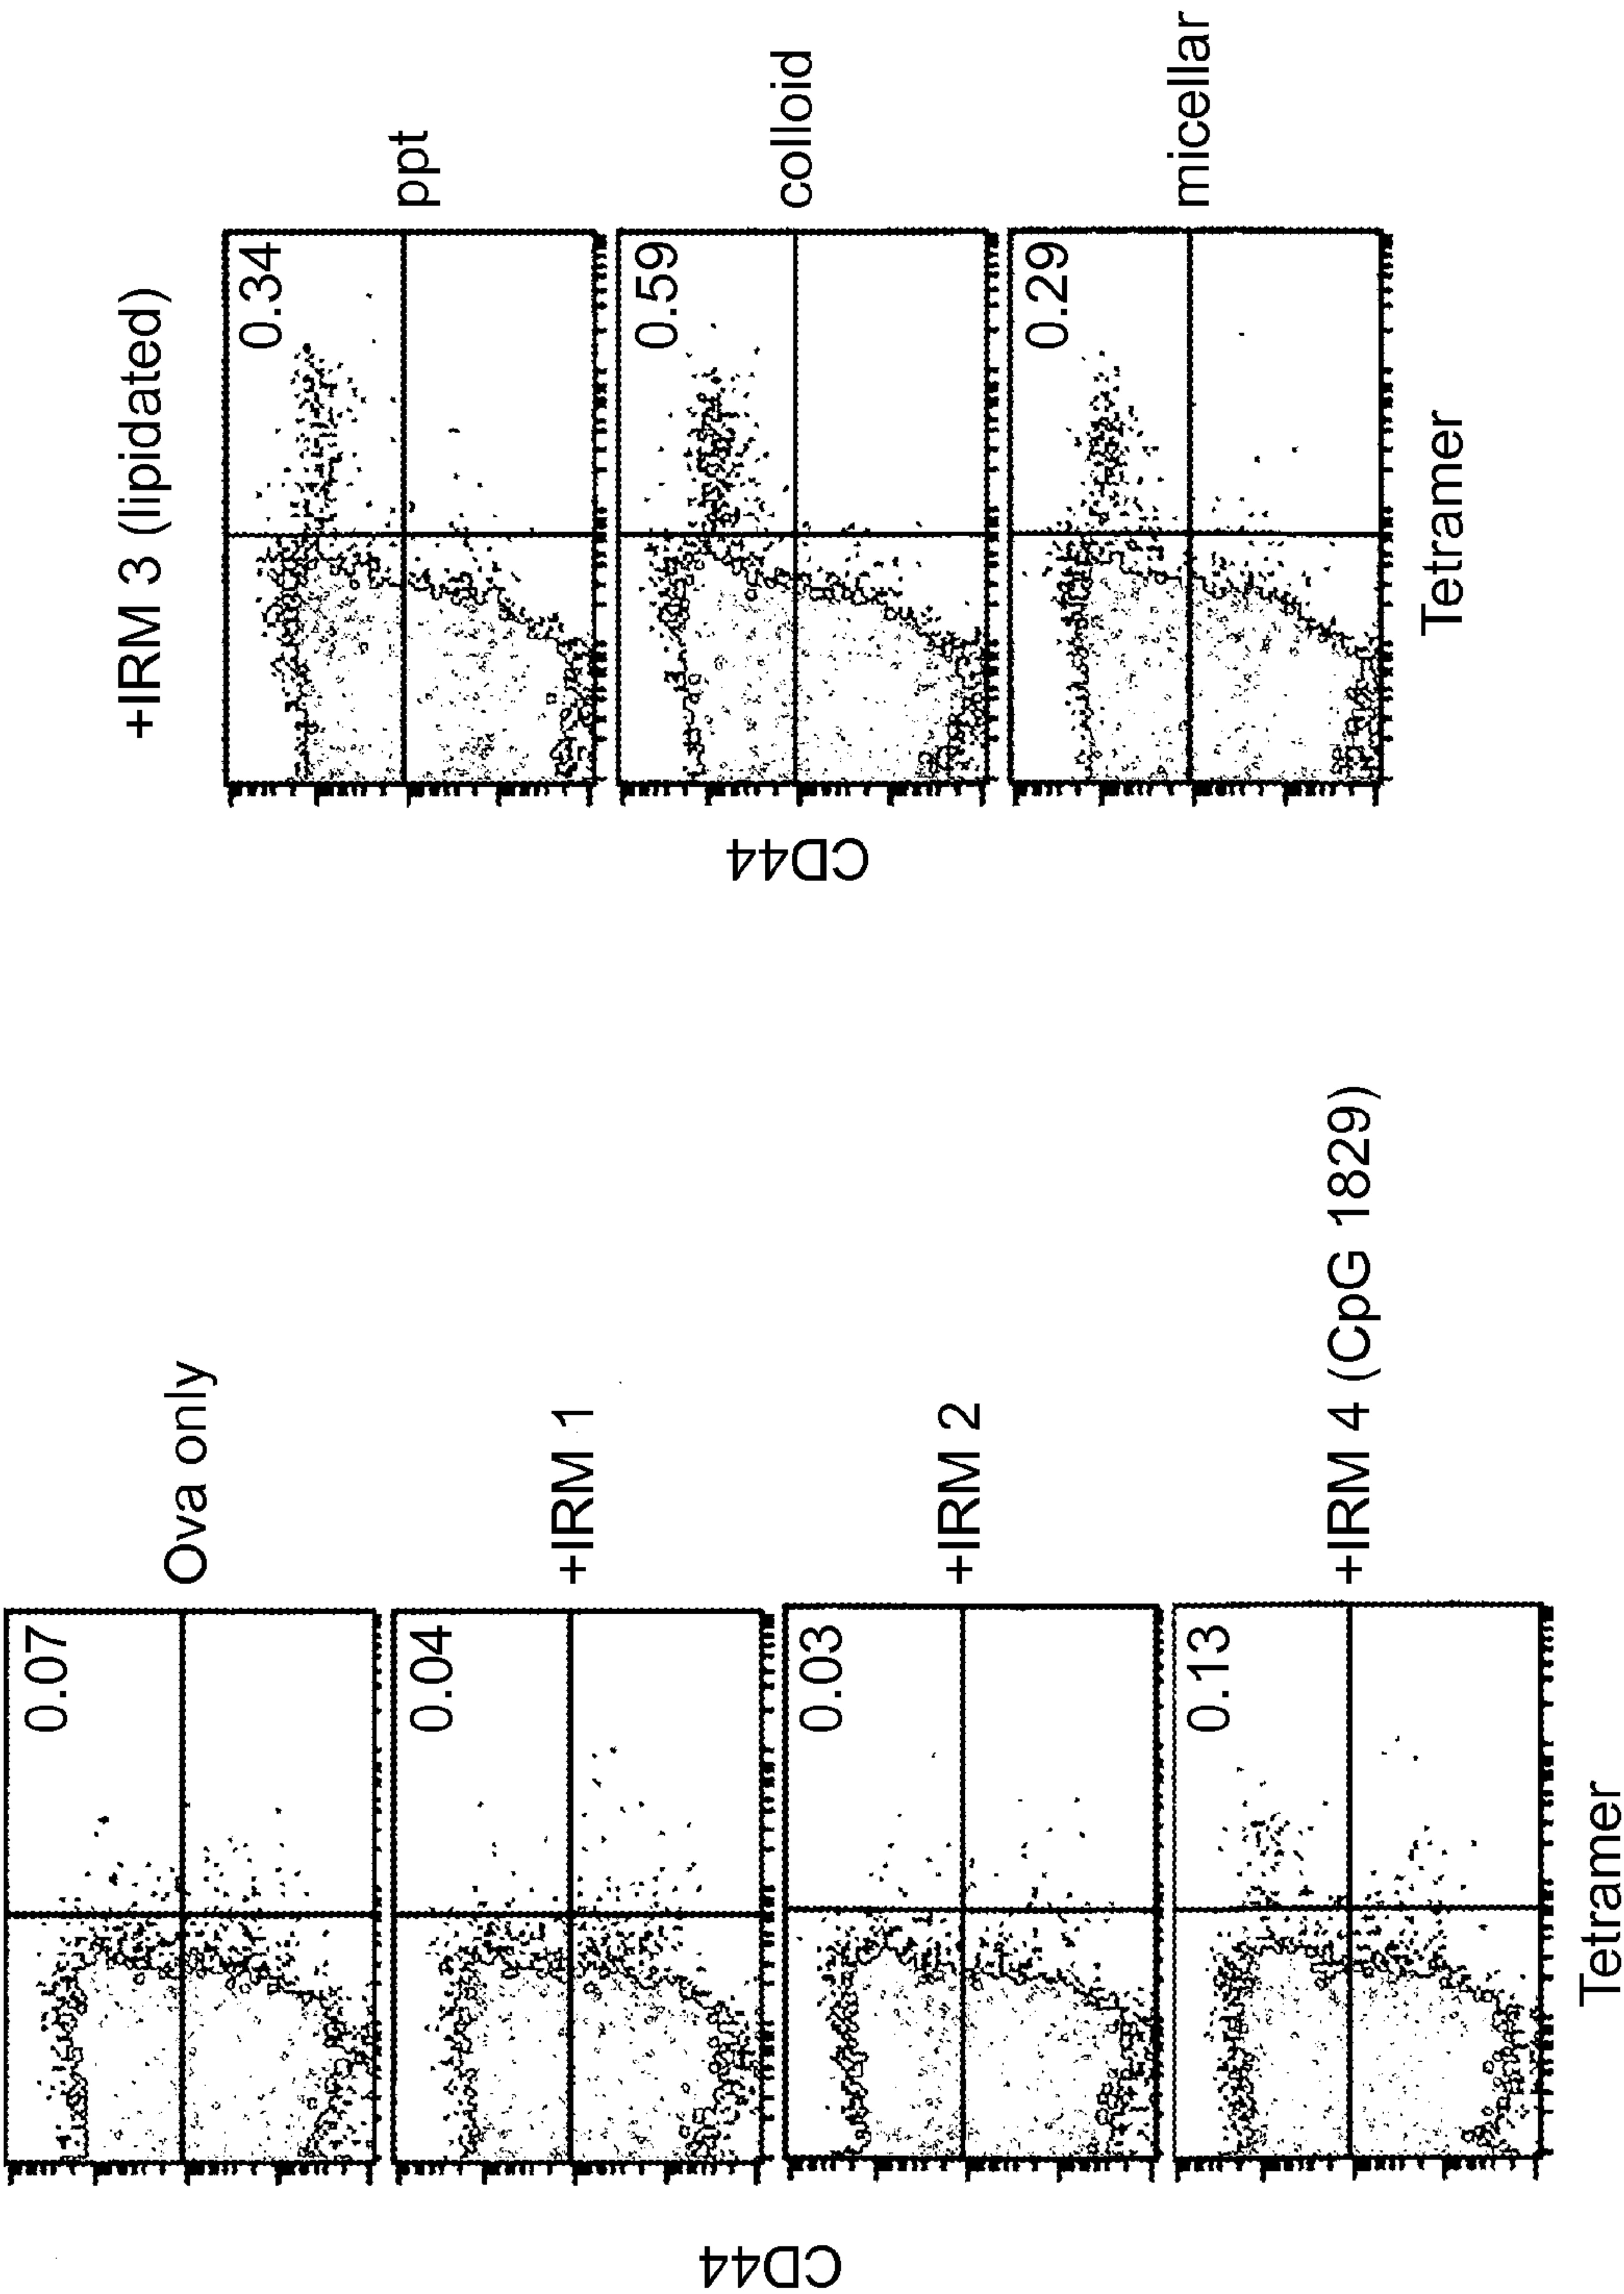 0.07
Ova only
0.04
+IRM 1
0.03
+IRM 2
0.13
+IRM 4 (CpG 1829)
CD44
Tetramer
+IRM 3 (lipidated)
0.34
ppt
0.59
colloid
0.29
micellar
CD44
Tetramer